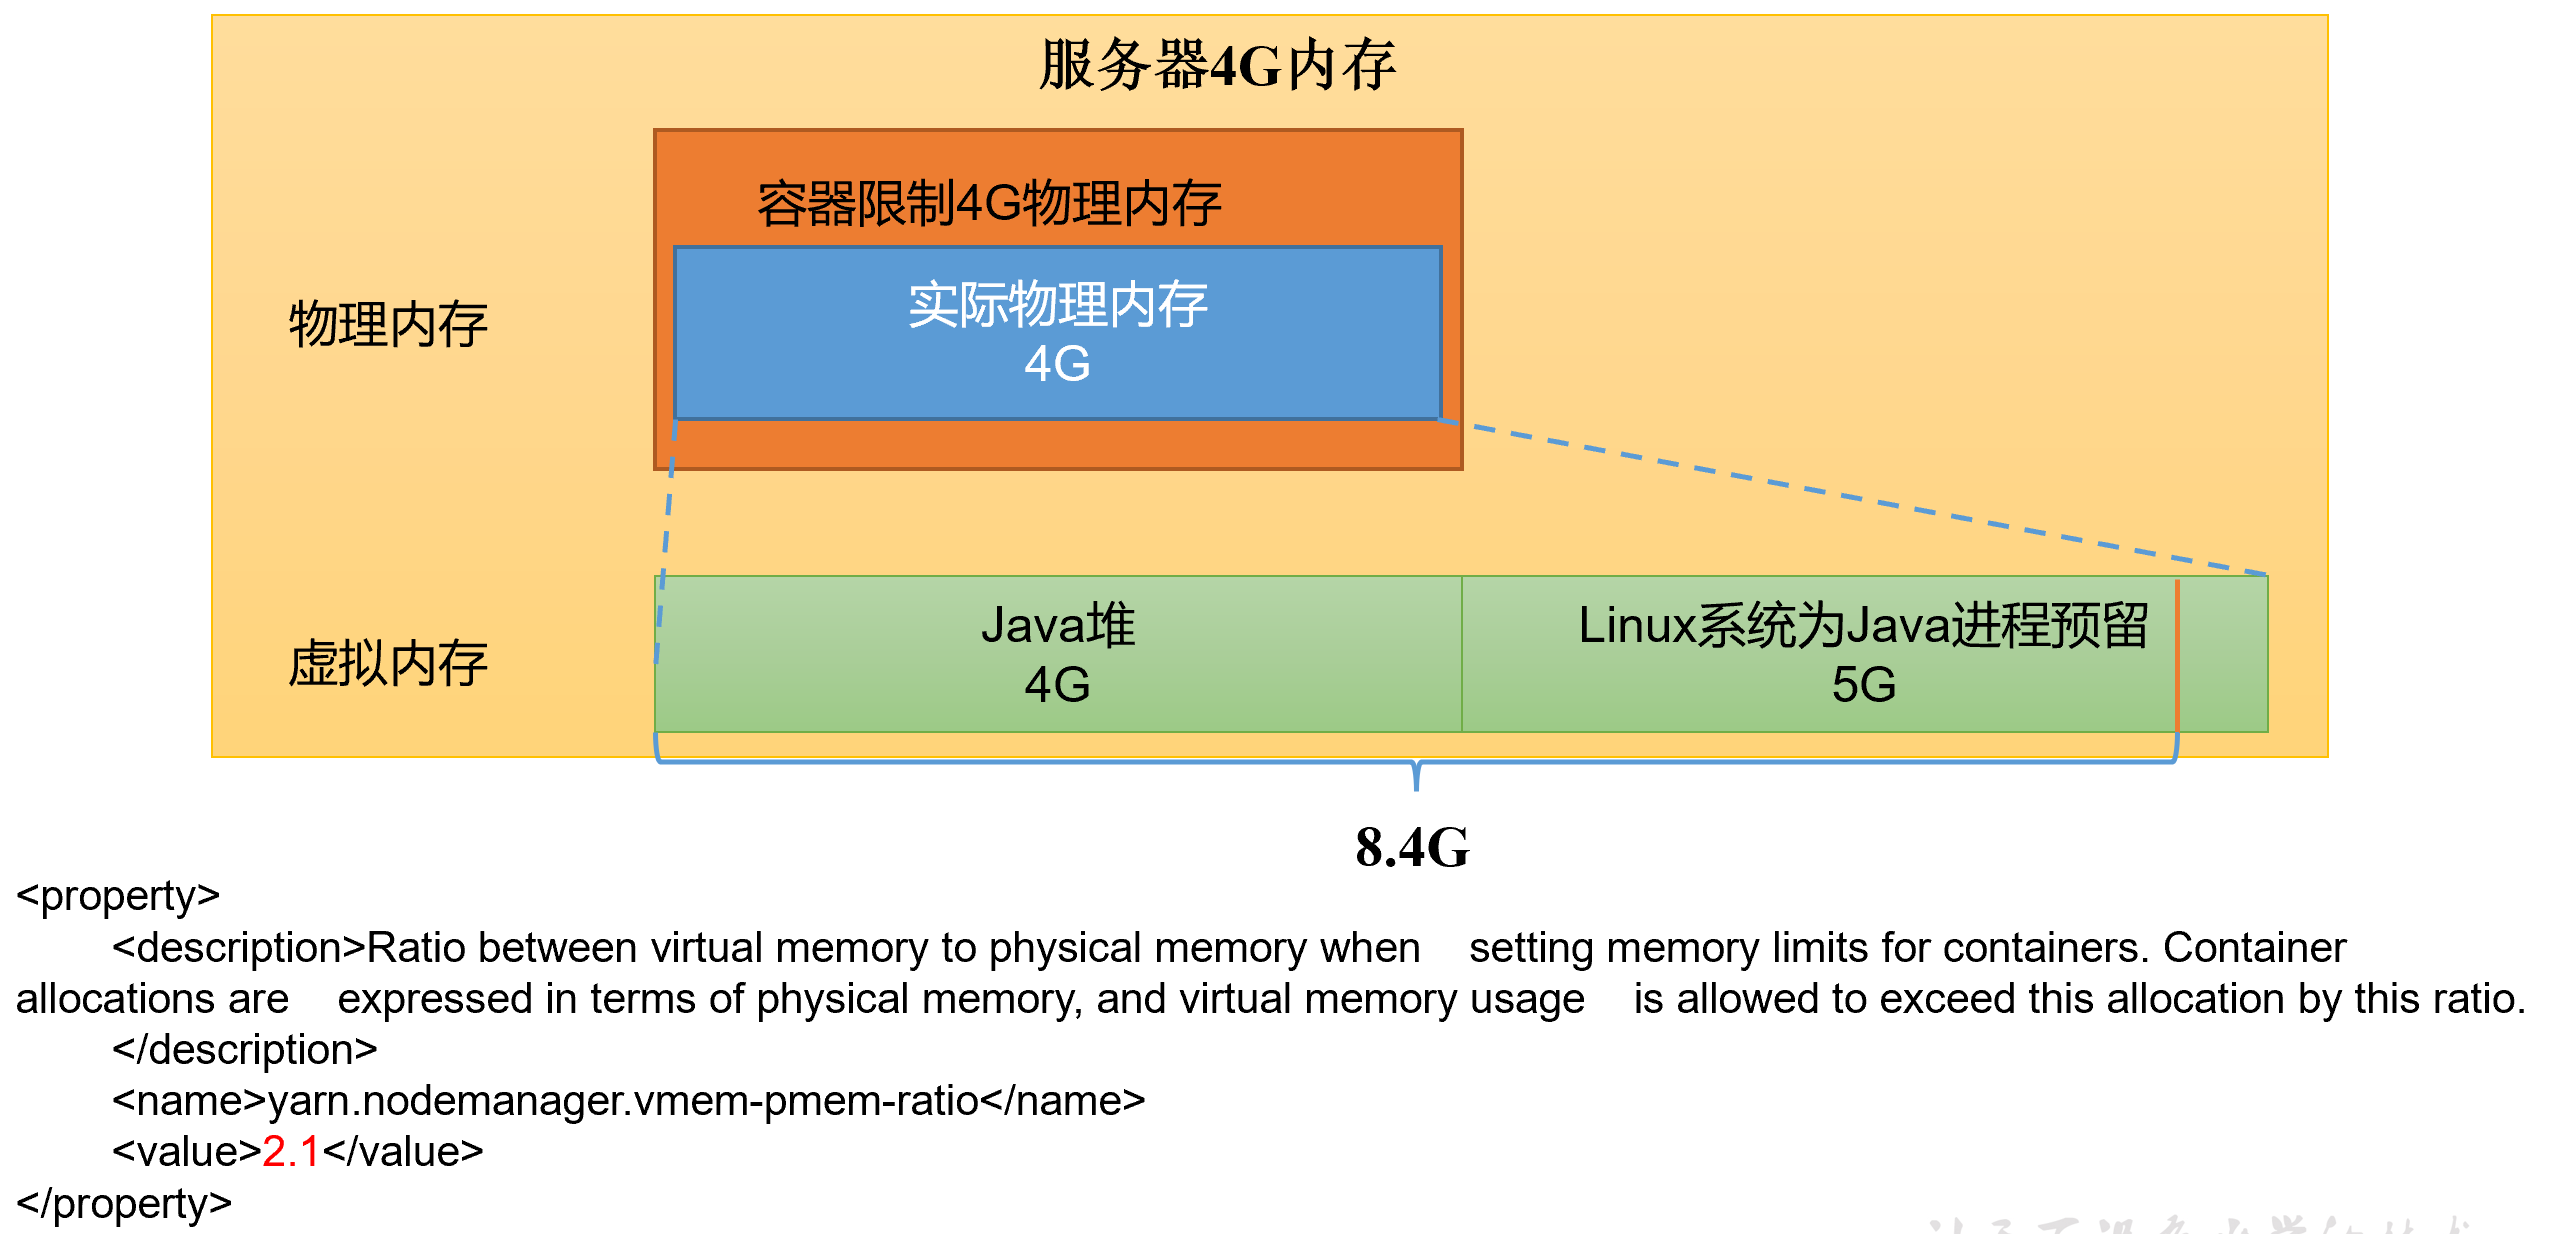 服务器4G内存
容器限制4G物理内存
实际物理内存
4G
物理内存
Java堆
4G
Linux系统为Java进程预留
5G
虚拟内存
8.4G
<property>
<description>Ratio between virtual memory to physical memory when setting memory limits for containers. Container
allocations are expressed in terms of physical memory, and virtual memory usage is allowed to exceed this allocation by this ratio.
</description>
<name>yarn.nodemanager.vmem-pmem-ratio</name>
<value>2.1</value>
</property>